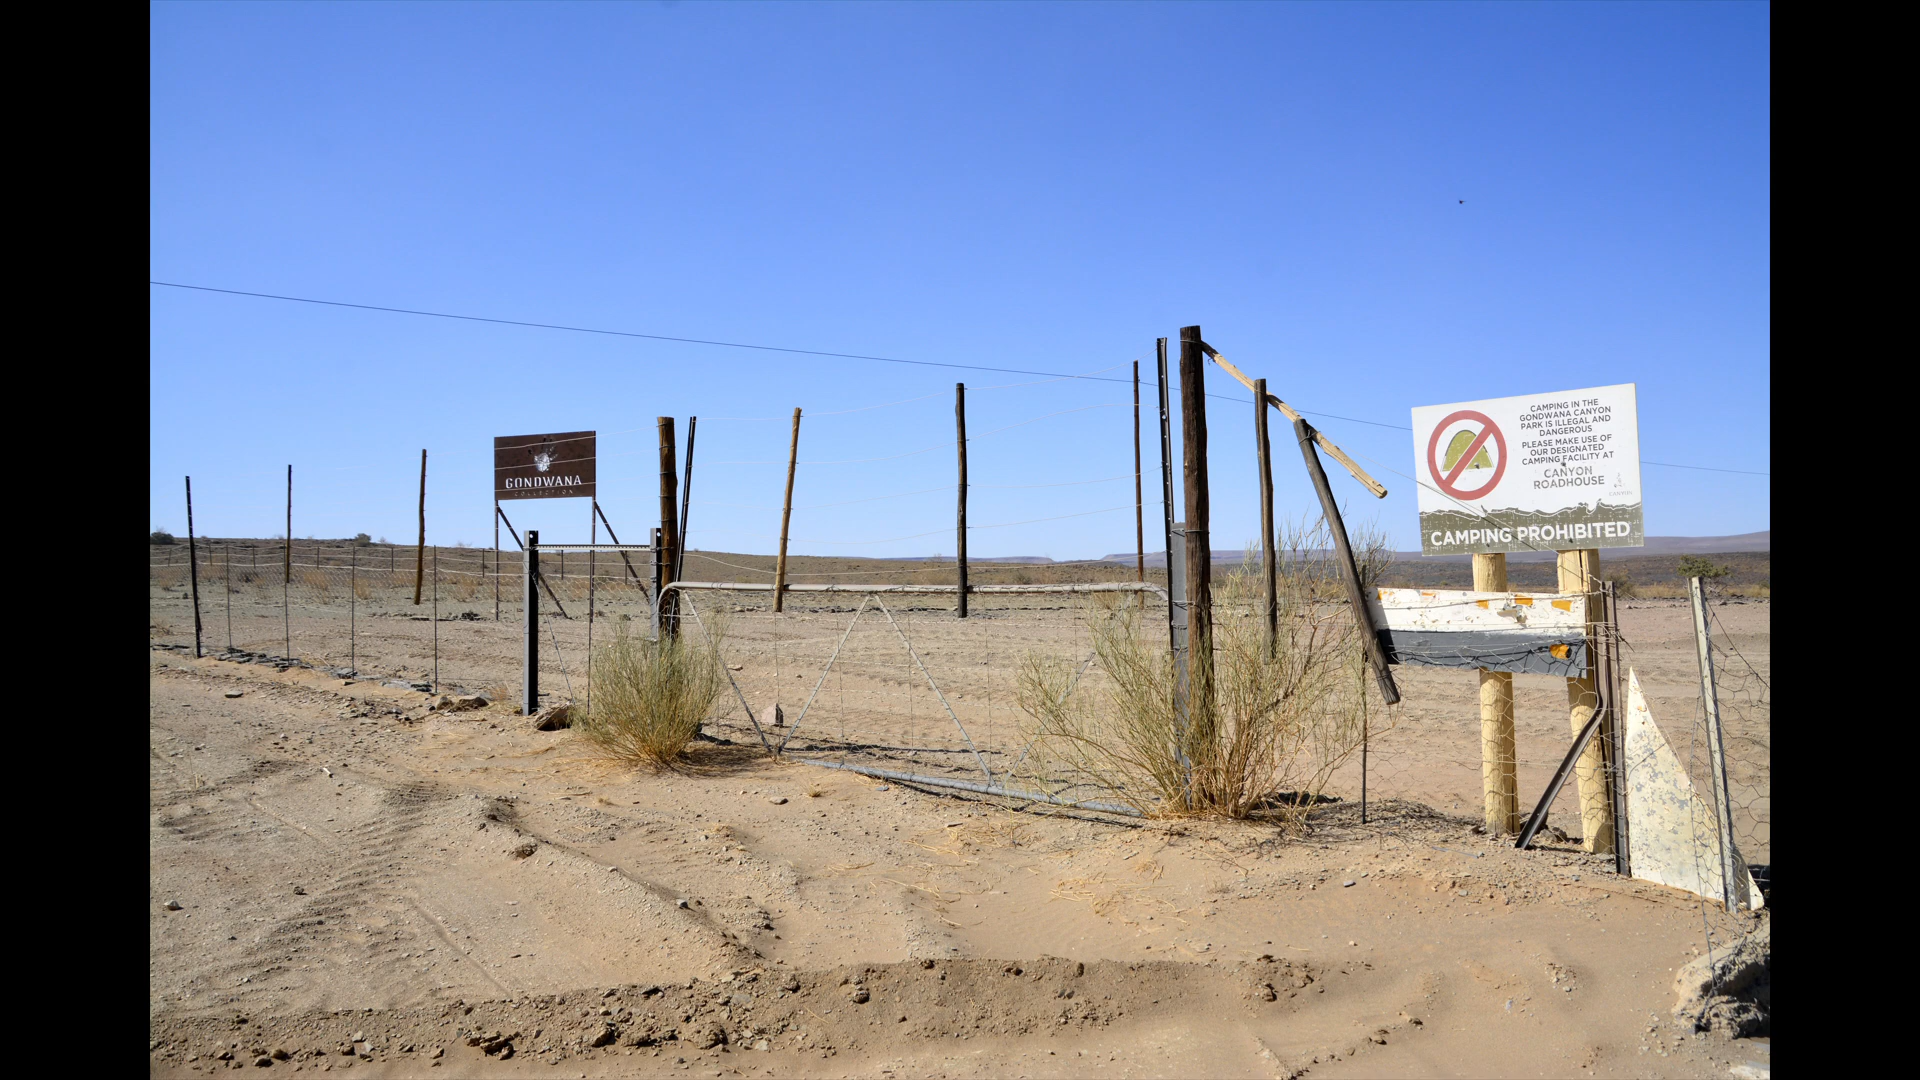 GONDWANA
COLLECTION
CAMPING IN THE
GONDWANA CANYON
PARK IS ILLEGAL AND
DANGEROUS
PLEASE MAKE USE OF
OUR DESIGNATED
CAMPING FACILITY AT
CANYON
ROADHOUSE
CAMPING PROHIBITED